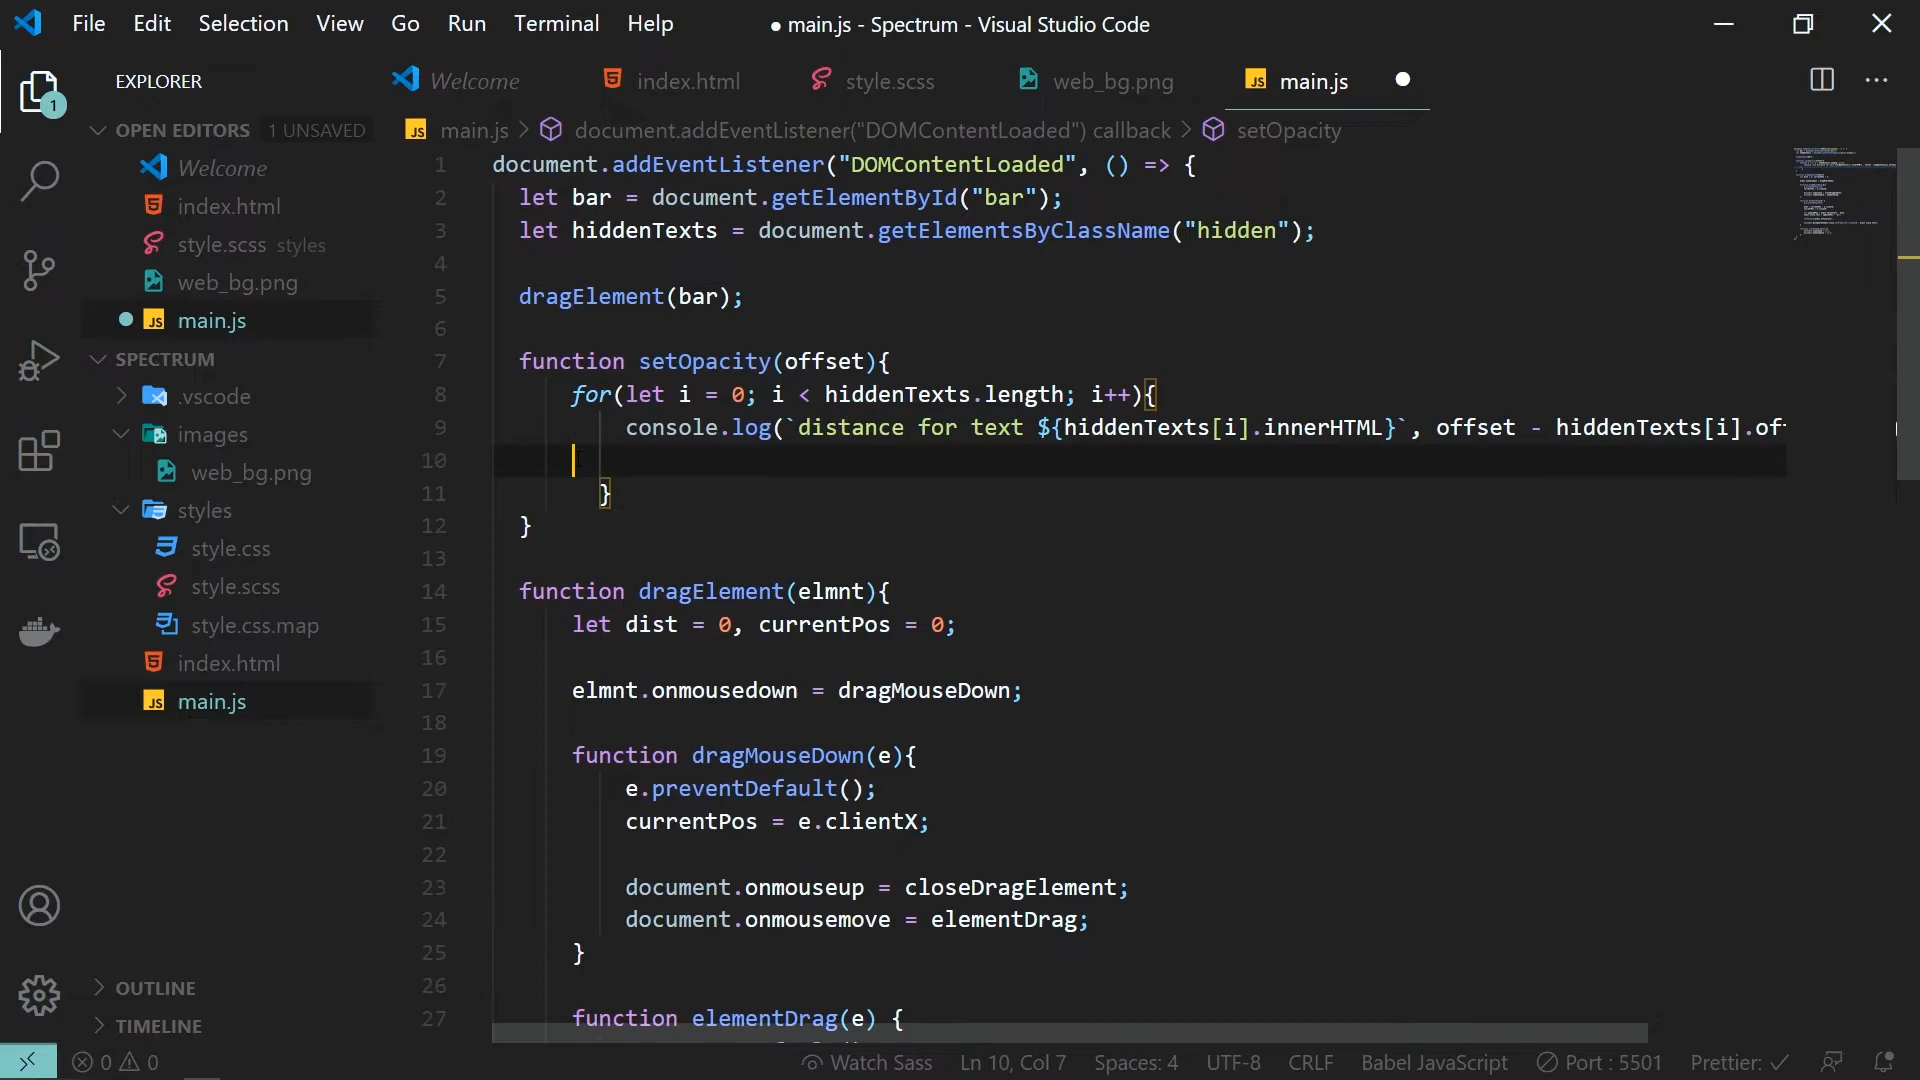 File Edit Selection View Go Run Terminal Help
● main.js - Spectrum - Visual Studio Code
EXPLORER
1
OPEN EDITORS 1 UNSAVED
Welcome
index.html
style.scss styles
web_bg.png
JS main.js
SPECTRUM
.vscode
images
web_bg.png
styles
style.css
style.scss
style.css.map
index.html
JS main.js
OUTLINE
TIMELINE
Welcome index.html style.scss web_bg.png JS main.js
JS main.js > document.addEventListener("DOMContentLoaded") callback > setOpacity
1 document.addEventListener("DOMContentLoaded", () => {
2 let bar = document.getElementById("bar");
3 let hiddenTexts = document.getElementsByClassName("hidden");
4
5 dragElement(bar);
6
7 function setOpacity(offset){
8 for(let i = 0; i < hiddenTexts.length; i++){
9 console.log(`distance for text ${hiddenTexts[i].innerHTML}`, offset - hiddenTexts[i].of
10
11 }
12 }
13
14 function dragElement(elmnt){
15 let dist = 0, currentPos = 0;
16
17 elmnt.onmousedown = dragMouseDown;
18
19 function dragMouseDown(e){
20 e.preventDefault();
21 currentPos = e.clientX;
22
23 document.onmouseup = closeDragElement;
24 document.onmousemove = elementDrag;
25 }
26
27 function elementDrag(e) {
0 0 Watch Sass Ln 10, Col 7 Spaces: 4 UTF-8 CRLF Babel JavaScript Port : 5501 Prettier: ✓